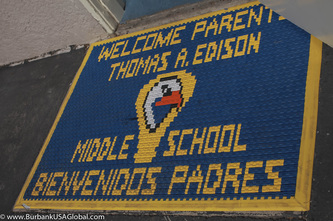 WELCOME PARENTS
THOMAS A. EDISON
MIDDLE SCHOOL
BIENVENIDOS PADRES
www.BurbankUSAGlobal.com